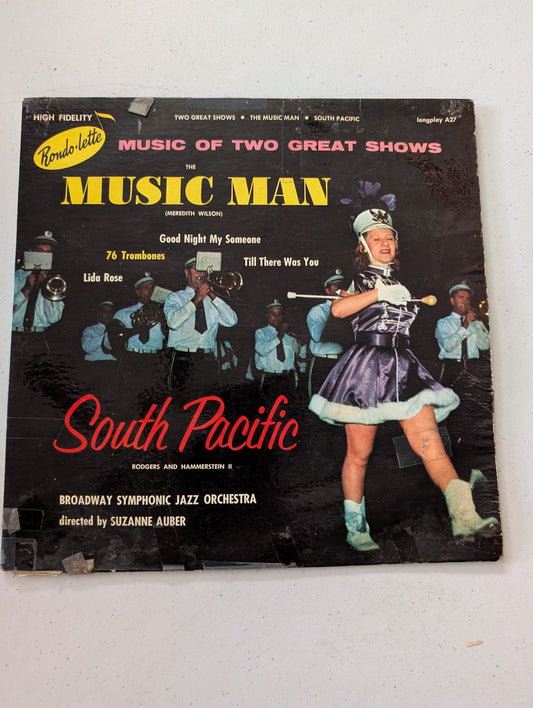 HIGH FIDELITY
TWO GREAT SHOWS • THE MUSIC MAN • SOUTH PACIFIC
longplay A27
Rondo·lette
MUSIC OF TWO GREAT SHOWS
THE
MUSIC MAN
(MEREDITH WILSON)
Good Night My Someone
76 Trombones
Till There Was You
Lida Rose
South Pacific
RODGERS AND HAMMERSTEIN II
BROADWAY SYMPHONIC JAZZ ORCHESTRA
directed by SUZANNE AUBER